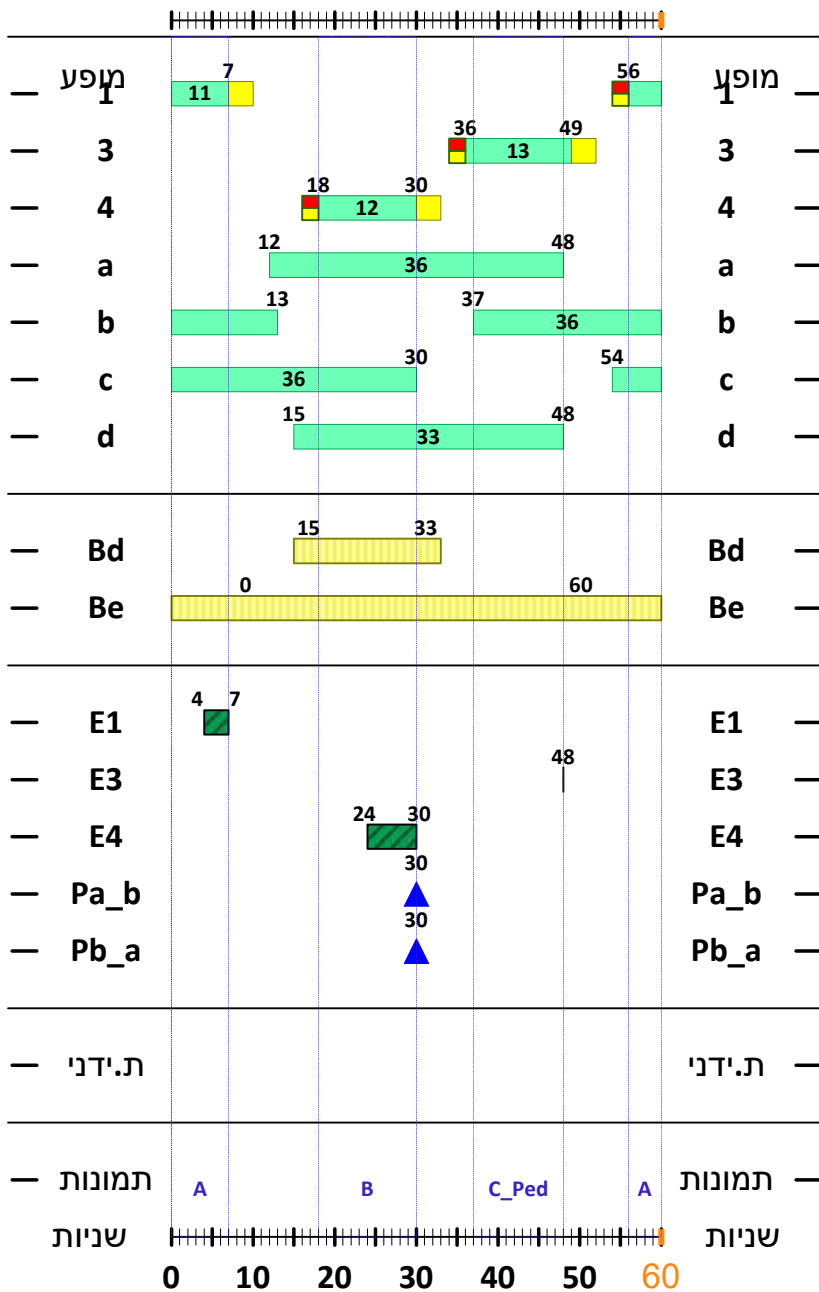 מופע מופע
7 56
1 11 1
36 49
3 13 3
18 30
4 12 4
12 48
a 36 a
13 37
b 36 b
30 54
c 36 c
15 48
d 33 d
15 33
Bd Bd
0 60
Be Be
4 7
E1 E1
48
E3 E3
24 30
E4 E4
30
Pa_b Pa_b
30
Pb_a Pb_a
ת.ידני ת.ידני
תמונות A B C_Ped A תמונות
שניות שניות
0 10 20 30 40 50 60